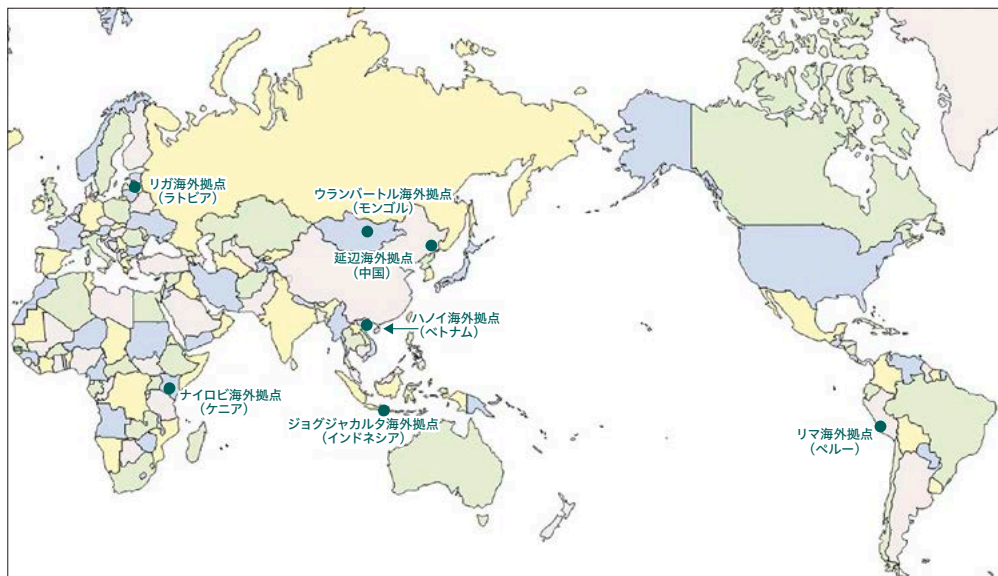 リガ海外拠点
（ラトビア）
ウランバートル海外拠点
（モンゴル）
延辺海外拠点
（中国）
ハノイ海外拠点
（ベトナム）
ナイロビ海外拠点
（ケニア）
ジョグジャカルタ海外拠点
（インドネシア）
リマ海外拠点
（ペルー）